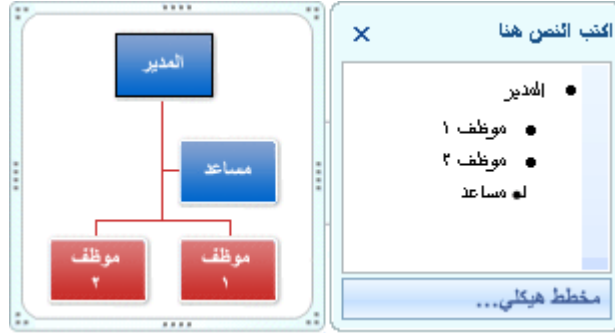 اكتب النص هنا
المدير
موظف ١
موظف ٢
مساعد
مخطط هيكلي...
المدير
مساعد
موظف
١
موظف
٢